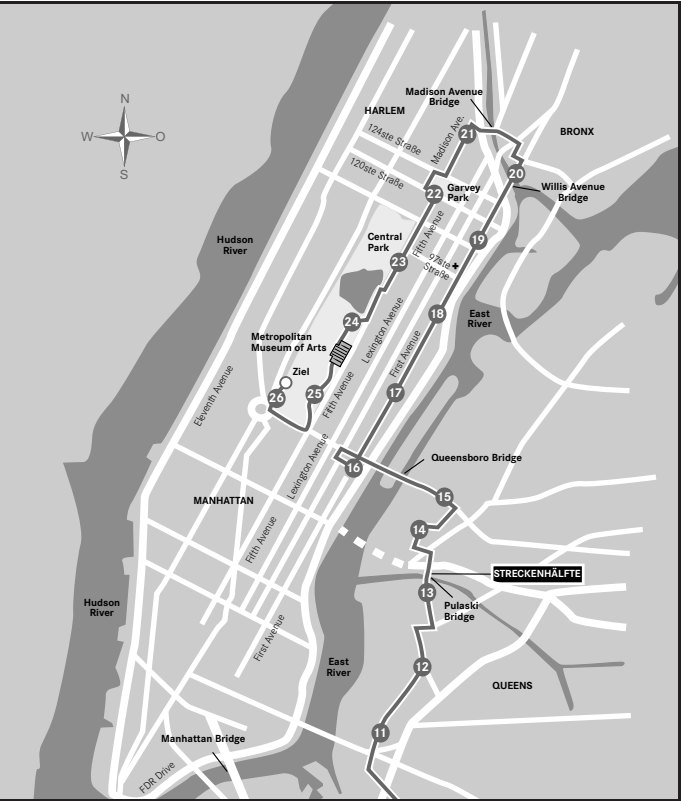 N
W
O
S
Madison Avenue
Bridge
HARLEM
124ste Straße
Madison Ave.
21
BRONX
120ste Straße
20
22
Garvey
Park
Willis Avenue
Bridge
Hudson
River
Central
Park
Fifth Avenue
19
23
97ste
Straße
18
East
River
24
Metropolitan
Museum of Arts
Lexington Avenue
First Avenue
Ziel
Eleventh Avenue
26
25
Fifth Avenue
17
Queensboro Bridge
16
Lexington Avenue
15
MANHATTAN
Fifth Avenue
14
STRECKENHÄLFTE
13
Hudson
River
Pulaski
Bridge
First Avenue
East
River
12
QUEENS
11
Manhattan Bridge
FDR Drive